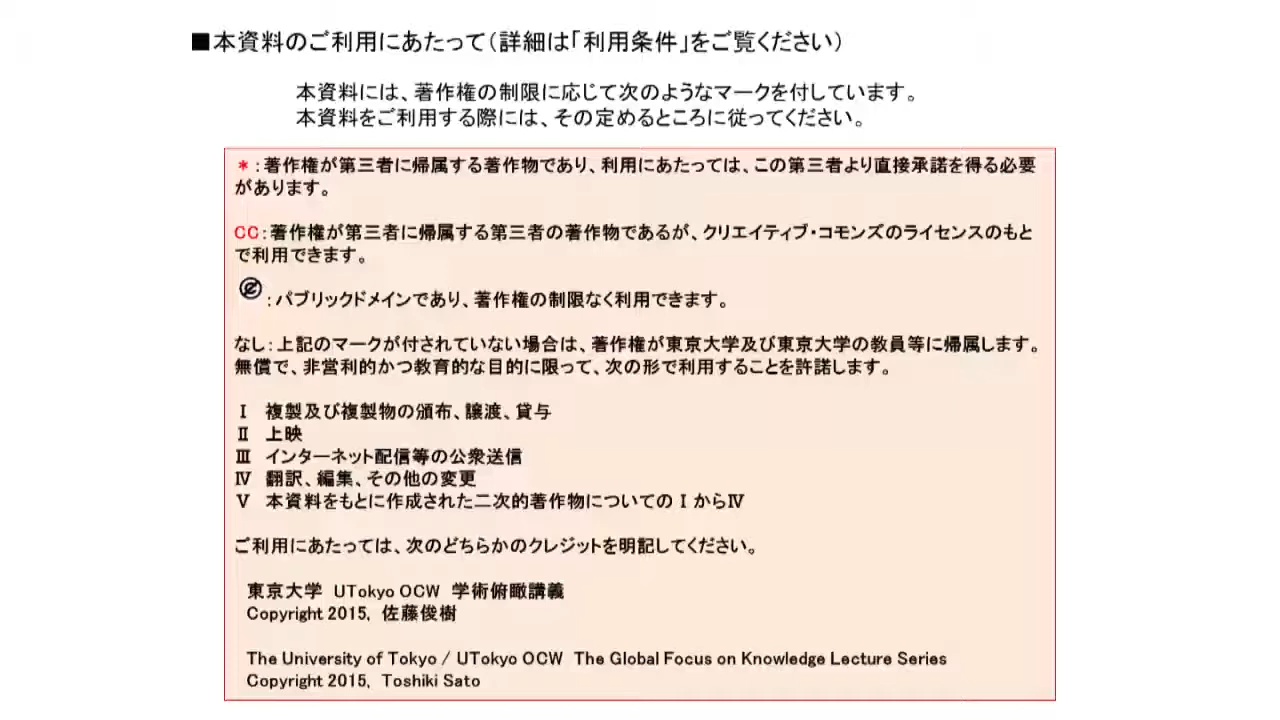 ■本資料のご利用にあたって（詳細は「利用条件」をご覧ください）
本資料には、著作権の制限に応じて次のようなマークを付しています。
本資料をご利用する際には、その定めるところに従ってください。
＊：著作権が第三者に帰属する著作物であり、利用にあたっては、この第三者より直接承諾を得る必要
があります。
CC：著作権が第三者に帰属する第三者の著作物であるが、クリエイティブ・コモンズのライセンスのもと
で利用できます。
：パブリックドメインであり、著作権の制限なく利用できます。
なし：上記のマークが付されていない場合は、著作権が東京大学及び東京大学の教員等に帰属します。
無償で、非営利的かつ教育的な目的に限って、次の形で利用することを許諾します。
Ⅰ　複製及び複製物の頒布、譲渡、貸与
Ⅱ　上映
Ⅲ　インターネット配信等の公衆送信
Ⅳ　翻訳、編集、その他の変更
Ⅴ　本資料をもとに作成された二次的著作物についてのⅠからⅣ
ご利用にあたっては、次のどちらかのクレジットを明記してください。
東京大学　UTokyo OCW　学術俯瞰講義
Copyright 2015, 佐藤俊樹
The University of Tokyo / UTokyo OCW The Global Focus on Knowledge Lecture Series
Copyright 2015, Toshiki Sato